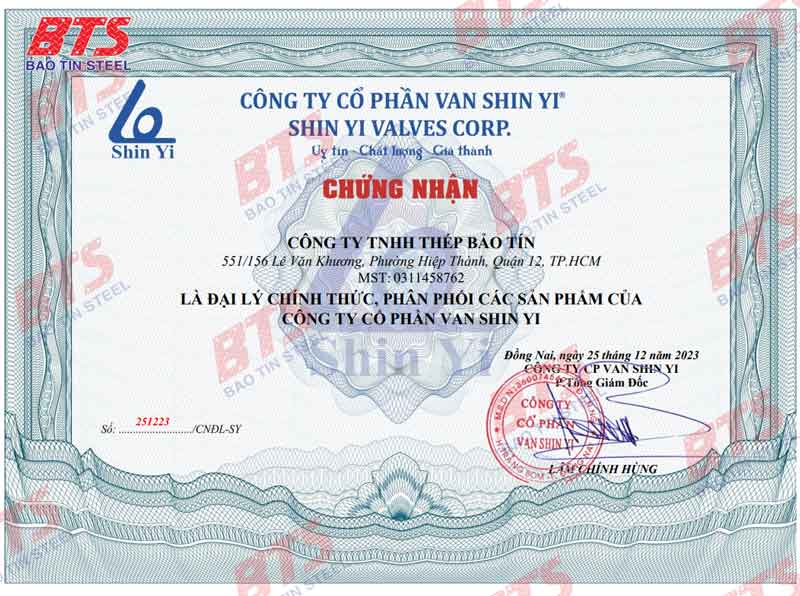 BTS
BAO TIN STEEL
Shin Yi
CÔNG TY CỔ PHẦN VAN SHIN YI®
SHIN YI VALVES CORP.
Uy tín - Chất lượng - Giá thành
CHỨNG NHẬN
CÔNG TY TNHH THÉP BẢO TÍN
551/156 Lê Văn Khương, Phường Hiệp Thành, Quận 12, TP.HCM
MST: 0311458762
LÀ ĐẠI LÝ CHÍNH THỨC, PHÂN PHỐI CÁC SẢN PHẨM CỦA
CÔNG TY CỔ PHẦN VAN SHIN YI
Shin Yi
Đồng Nai, ngày 25 tháng 12 năm 2023
CÔNG TY CP VAN SHIN YI
P.Tổng Giám Đốc
CÔNG TY
CỔ PHẦN
VAN SHIN YI
Số: 251223/CNĐL-SY
LÂM CHÍNH HÙNG